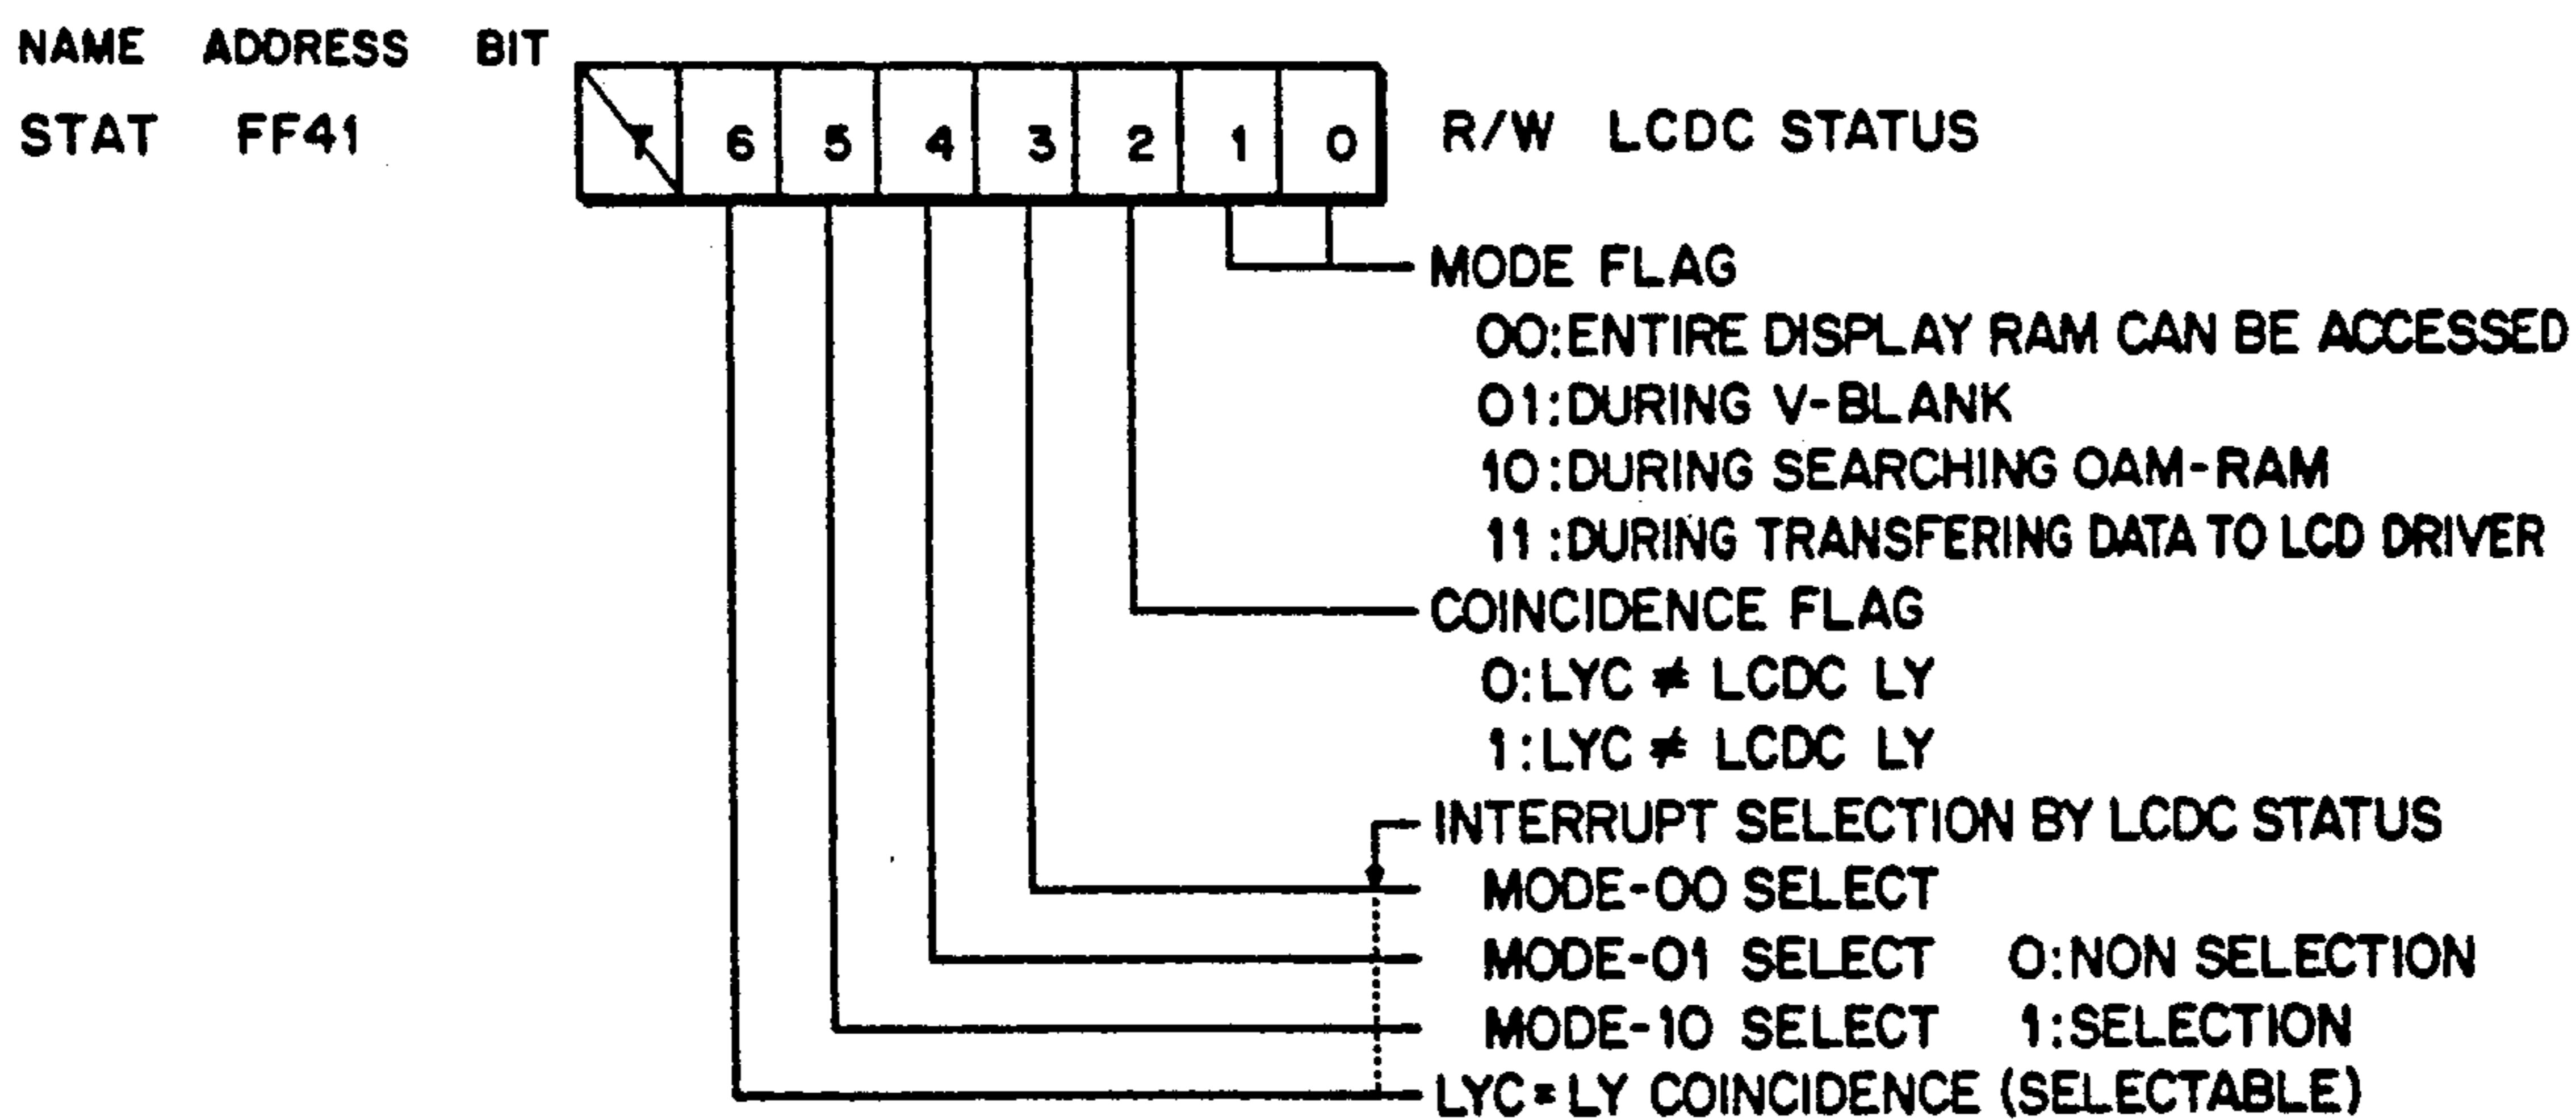 NAME ADDRESS BIT
STAT FF41 7 6 5 4 3 2 1 0 R/W LCDC STATUS
MODE FLAG
00:ENTIRE DISPLAY RAM CAN BE ACCESSED
01:DURING V-BLANK
10:DURING SEARCHING OAM-RAM
11:DURING TRANSFERING DATA TO LCD DRIVER
COINCIDENCE FLAG
0:LYC ≠ LCDC LY
1:LYC ≠ LCDC LY
INTERRUPT SELECTION BY LCDC STATUS
MODE-00 SELECT
MODE-01 SELECT 0:NON SELECTION
MODE-10 SELECT 1:SELECTION
LYC=LY COINCIDENCE (SELECTABLE)